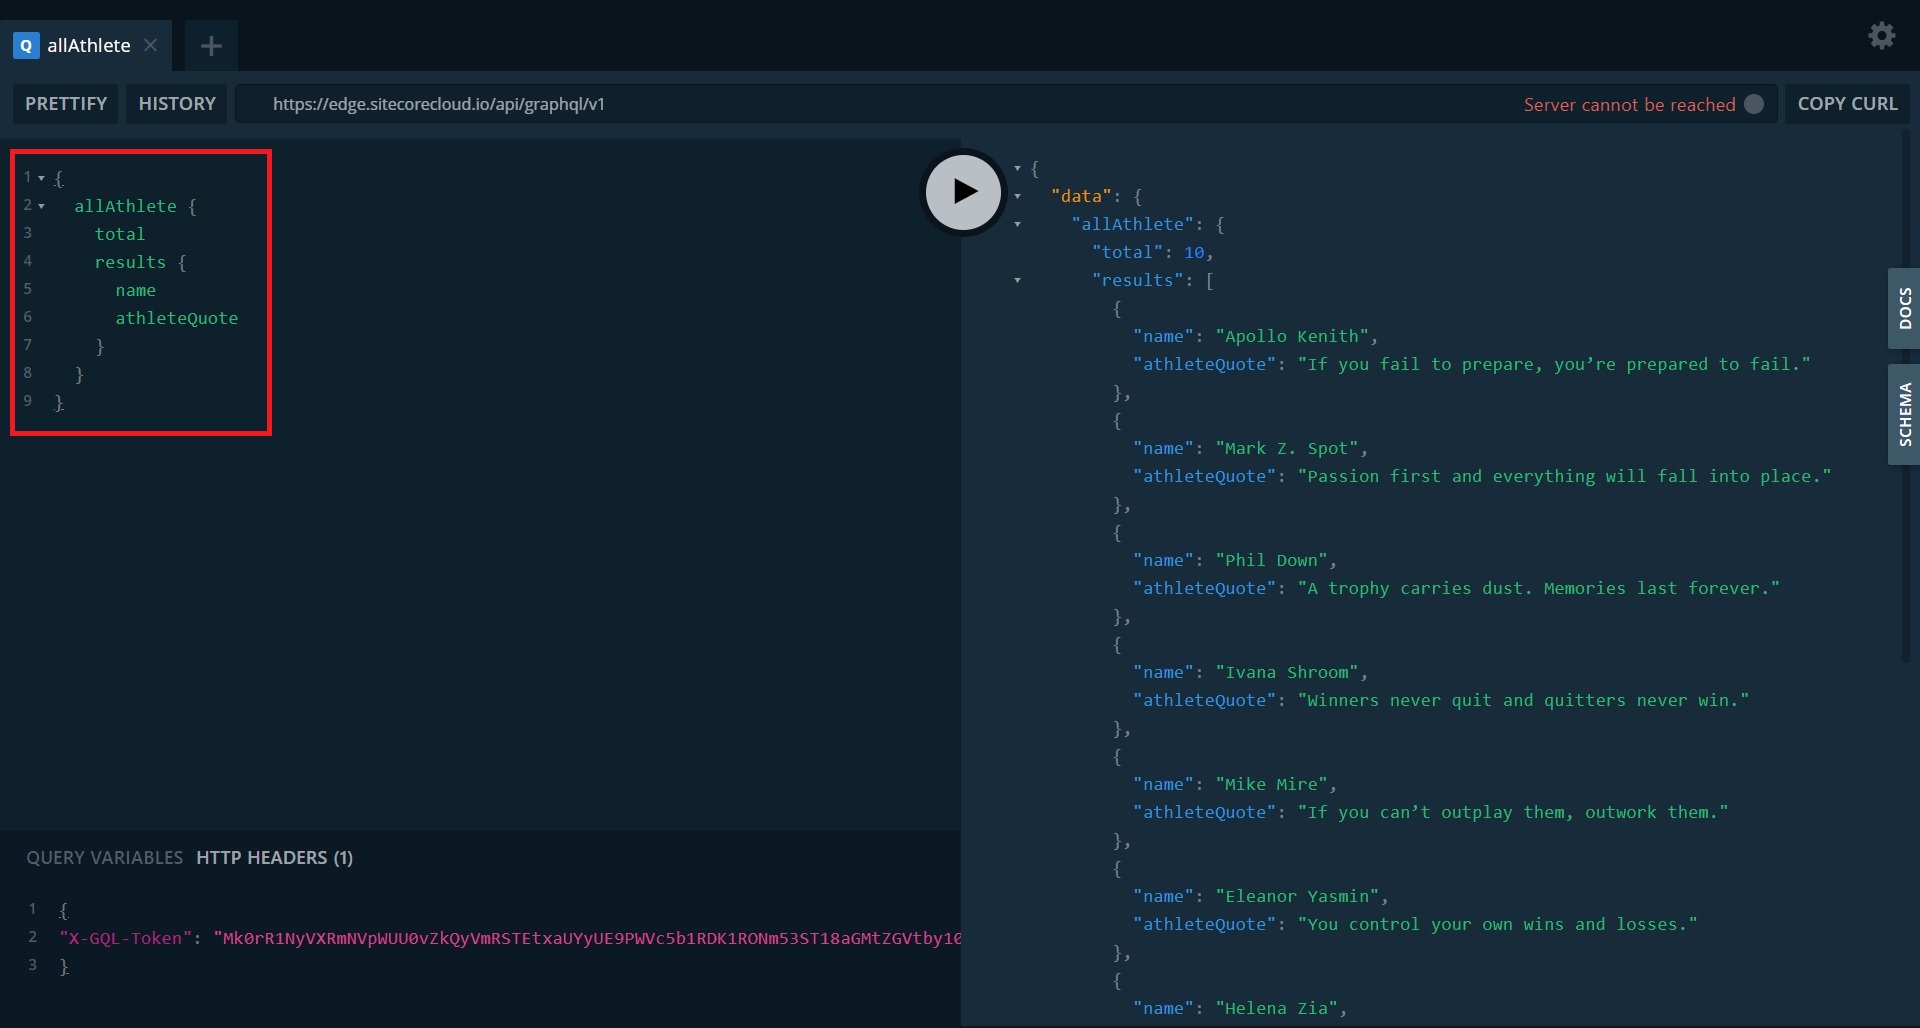 Q allAthlete
PRETTIFY HISTORY https://edge.sitecorecloud.io/api/graphql/v1 Server cannot be reached COPY CURL
1 {
2 allAthlete {
3 total
4 results {
5 name
6 athleteQuote
7 }
8 }
9 }
{
"data": {
"allAthlete": {
"total": 10,
"results": [
{
"name": "Apollo Kenith",
"athleteQuote": "If you fail to prepare, you’re prepared to fail."
},
{
"name": "Mark Z. Spot",
"athleteQuote": "Passion first and everything will fall into place."
},
{
"name": "Phil Down",
"athleteQuote": "A trophy carries dust. Memories last forever."
},
{
"name": "Ivana Shroom",
"athleteQuote": "Winners never quit and quitters never win."
},
{
"name": "Mike Mire",
"athleteQuote": "If you can’t outplay them, outwork them."
},
{
"name": "Eleanor Yasmin",
"athleteQuote": "You control your own wins and losses."
},
{
"name": "Helena Zia",
DOCS
SCHEMA
QUERY VARIABLES HTTP HEADERS (1)
1 {
2 "X-GQL-Token": "Mk0rR1NyVXRmNVpWUU0vZkQyVmRSTEtxaUYyUE9PWVc5b1RDK1RONm53ST18aGMtZGVtby10
3 }